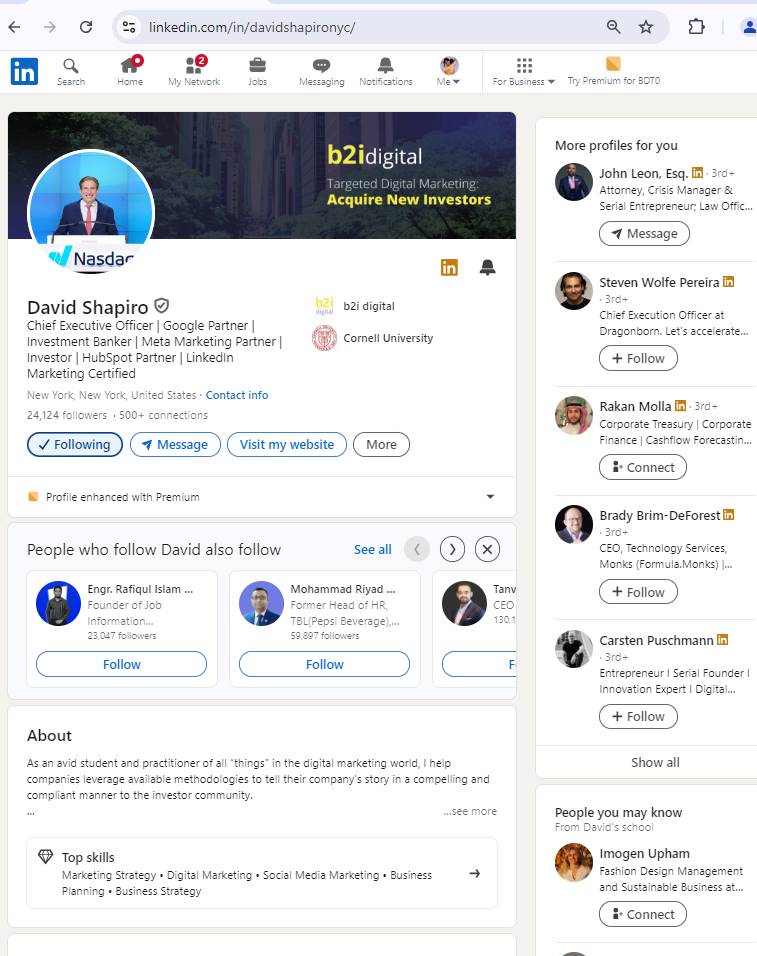 linkedin.com/in/davidshapironyc/
in
Search
Home
2
My Network
Jobs
Messaging
Notifications
Me
For Business
Try Premium for BDT0
b2idigital
Targeted Digital Marketing:
Acquire New Investors
Nasdaq
in
David Shapiro
Chief Executive Officer | Google Partner |
Investment Banker | Meta Marketing Partner |
Investor | HubSpot Partner | LinkedIn
Marketing Certified
b2i
digital
b2i digital
Cornell University
New York, New York, United States · Contact info
24,124 followers · 500+ connections
Following
Message
Visit my website
More
Profile enhanced with Premium
People who follow David also follow
See all
Engr. Rafiqul Islam ...
Founder of Job
Information...
23,047 followers
Follow
Mohammad Riyad ...
Former Head of HR,
TBL(Pepsi Beverage),...
59,897 followers
Follow
Tanv
CEO
130,1
F
About
As an avid student and practitioner of all “things” in the digital marketing world, I help
companies leverage available methodologies to tell their company’s story in a compelling and
compliant manner to the investor community.
...
...see more
Top skills
Marketing Strategy • Digital Marketing • Social Media Marketing • Business
Planning • Business Strategy
More profiles for you
John Leon, Esq. in · 3rd+
Attorney, Crisis Manager &
Serial Entrepreneur; Law Offic...
Message
Steven Wolfe Pereira in
· 3rd+
Chief Execution Officer at
Dragonborn. Let’s accelerate...
Follow
Rakan Molla in · 3rd+
Corporate Treasury | Corporate
Finance | Cashflow Forecastin...
Connect
Brady Brim-DeForest in
· 3rd+
CEO, Technology Services,
Monks (Formula.Monks) |...
Follow
Carsten Puschmann in
· 3rd+
Entrepreneur I Serial Founder I
Innovation Expert I Digital...
Follow
Show all
People you may know
From David's school
Imogen Upham
Fashion Design Management
and Sustainable Business at...
Connect